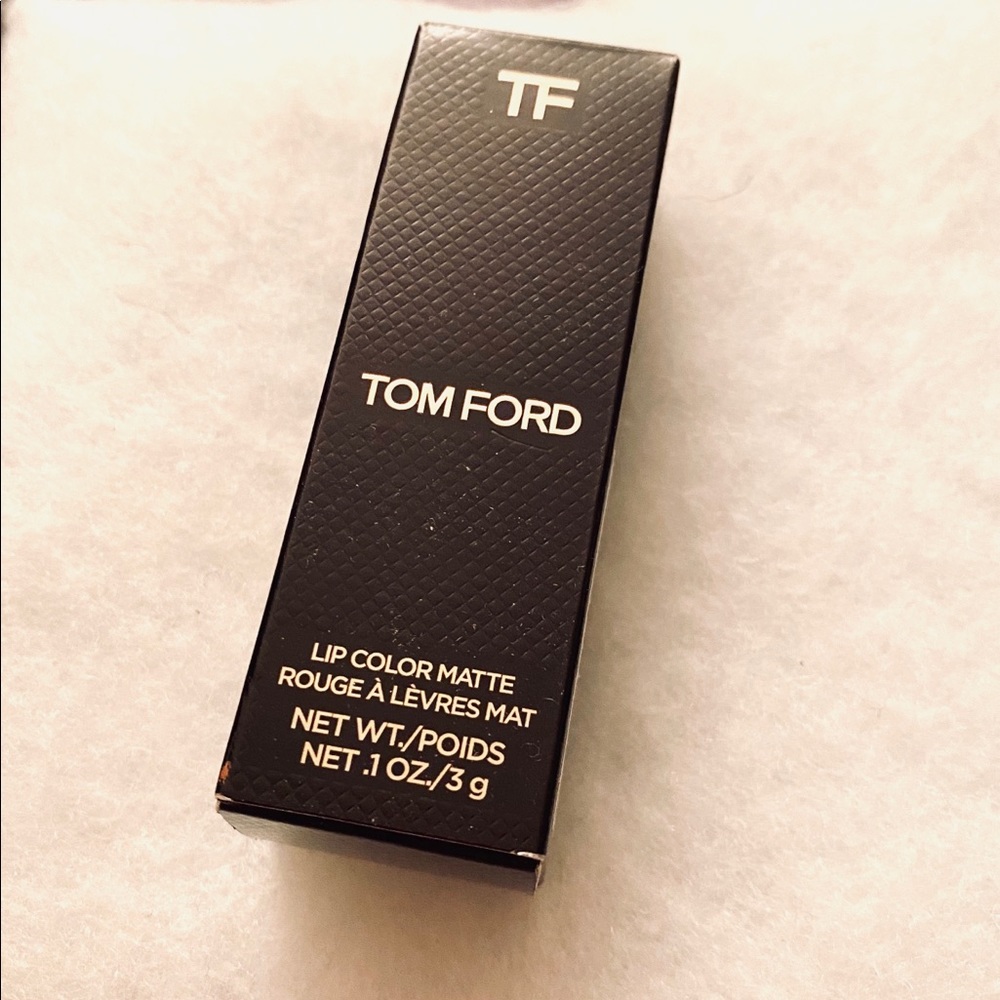 TF
TOM FORD
LIP COLOR MATTE
ROUGE À LÈVRES MAT
NET WT./POIDS
NET .1 OZ./3 g